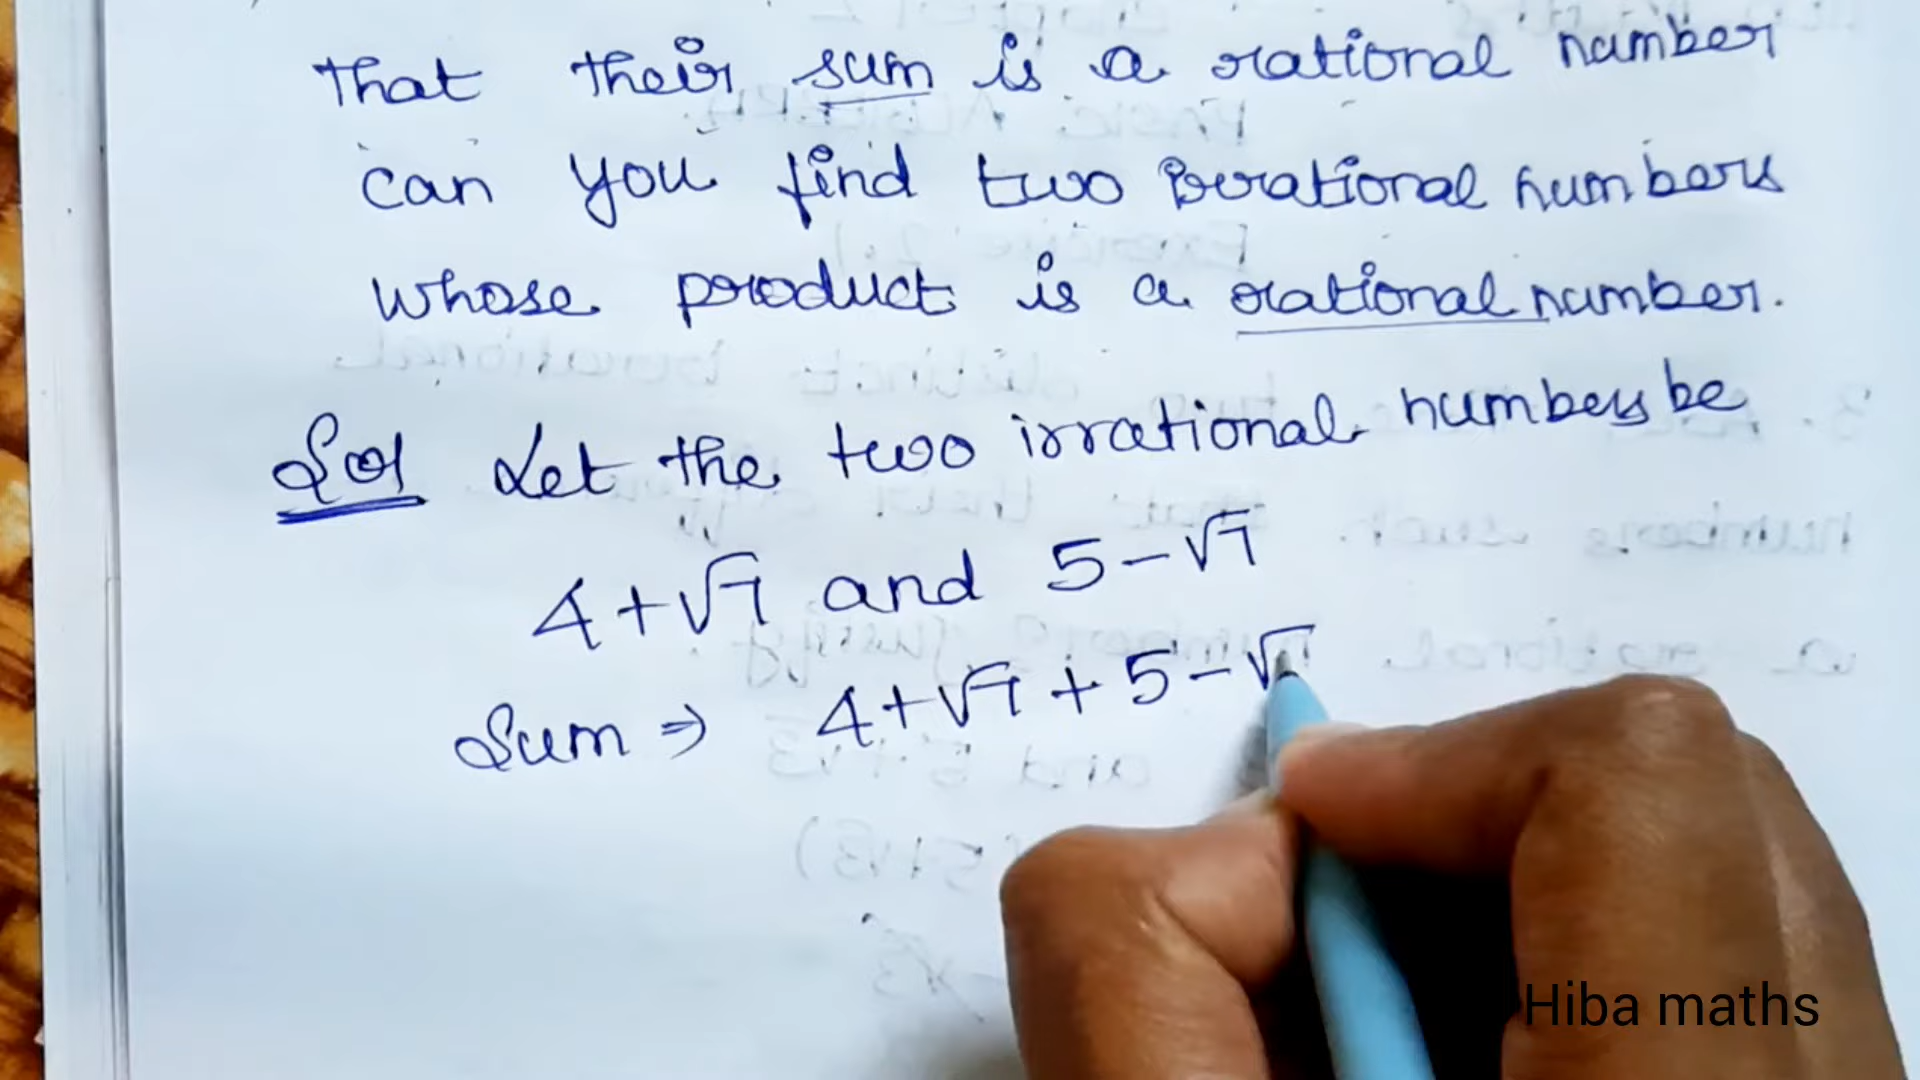 that their sum is a rational number
can you find two irrational numbers
whose product is a rational number.
Sol Let the two irrational numbers be
4+√7 and 5-√7
Sum ⇒ 4+√7 + 5-√7
Hiba maths